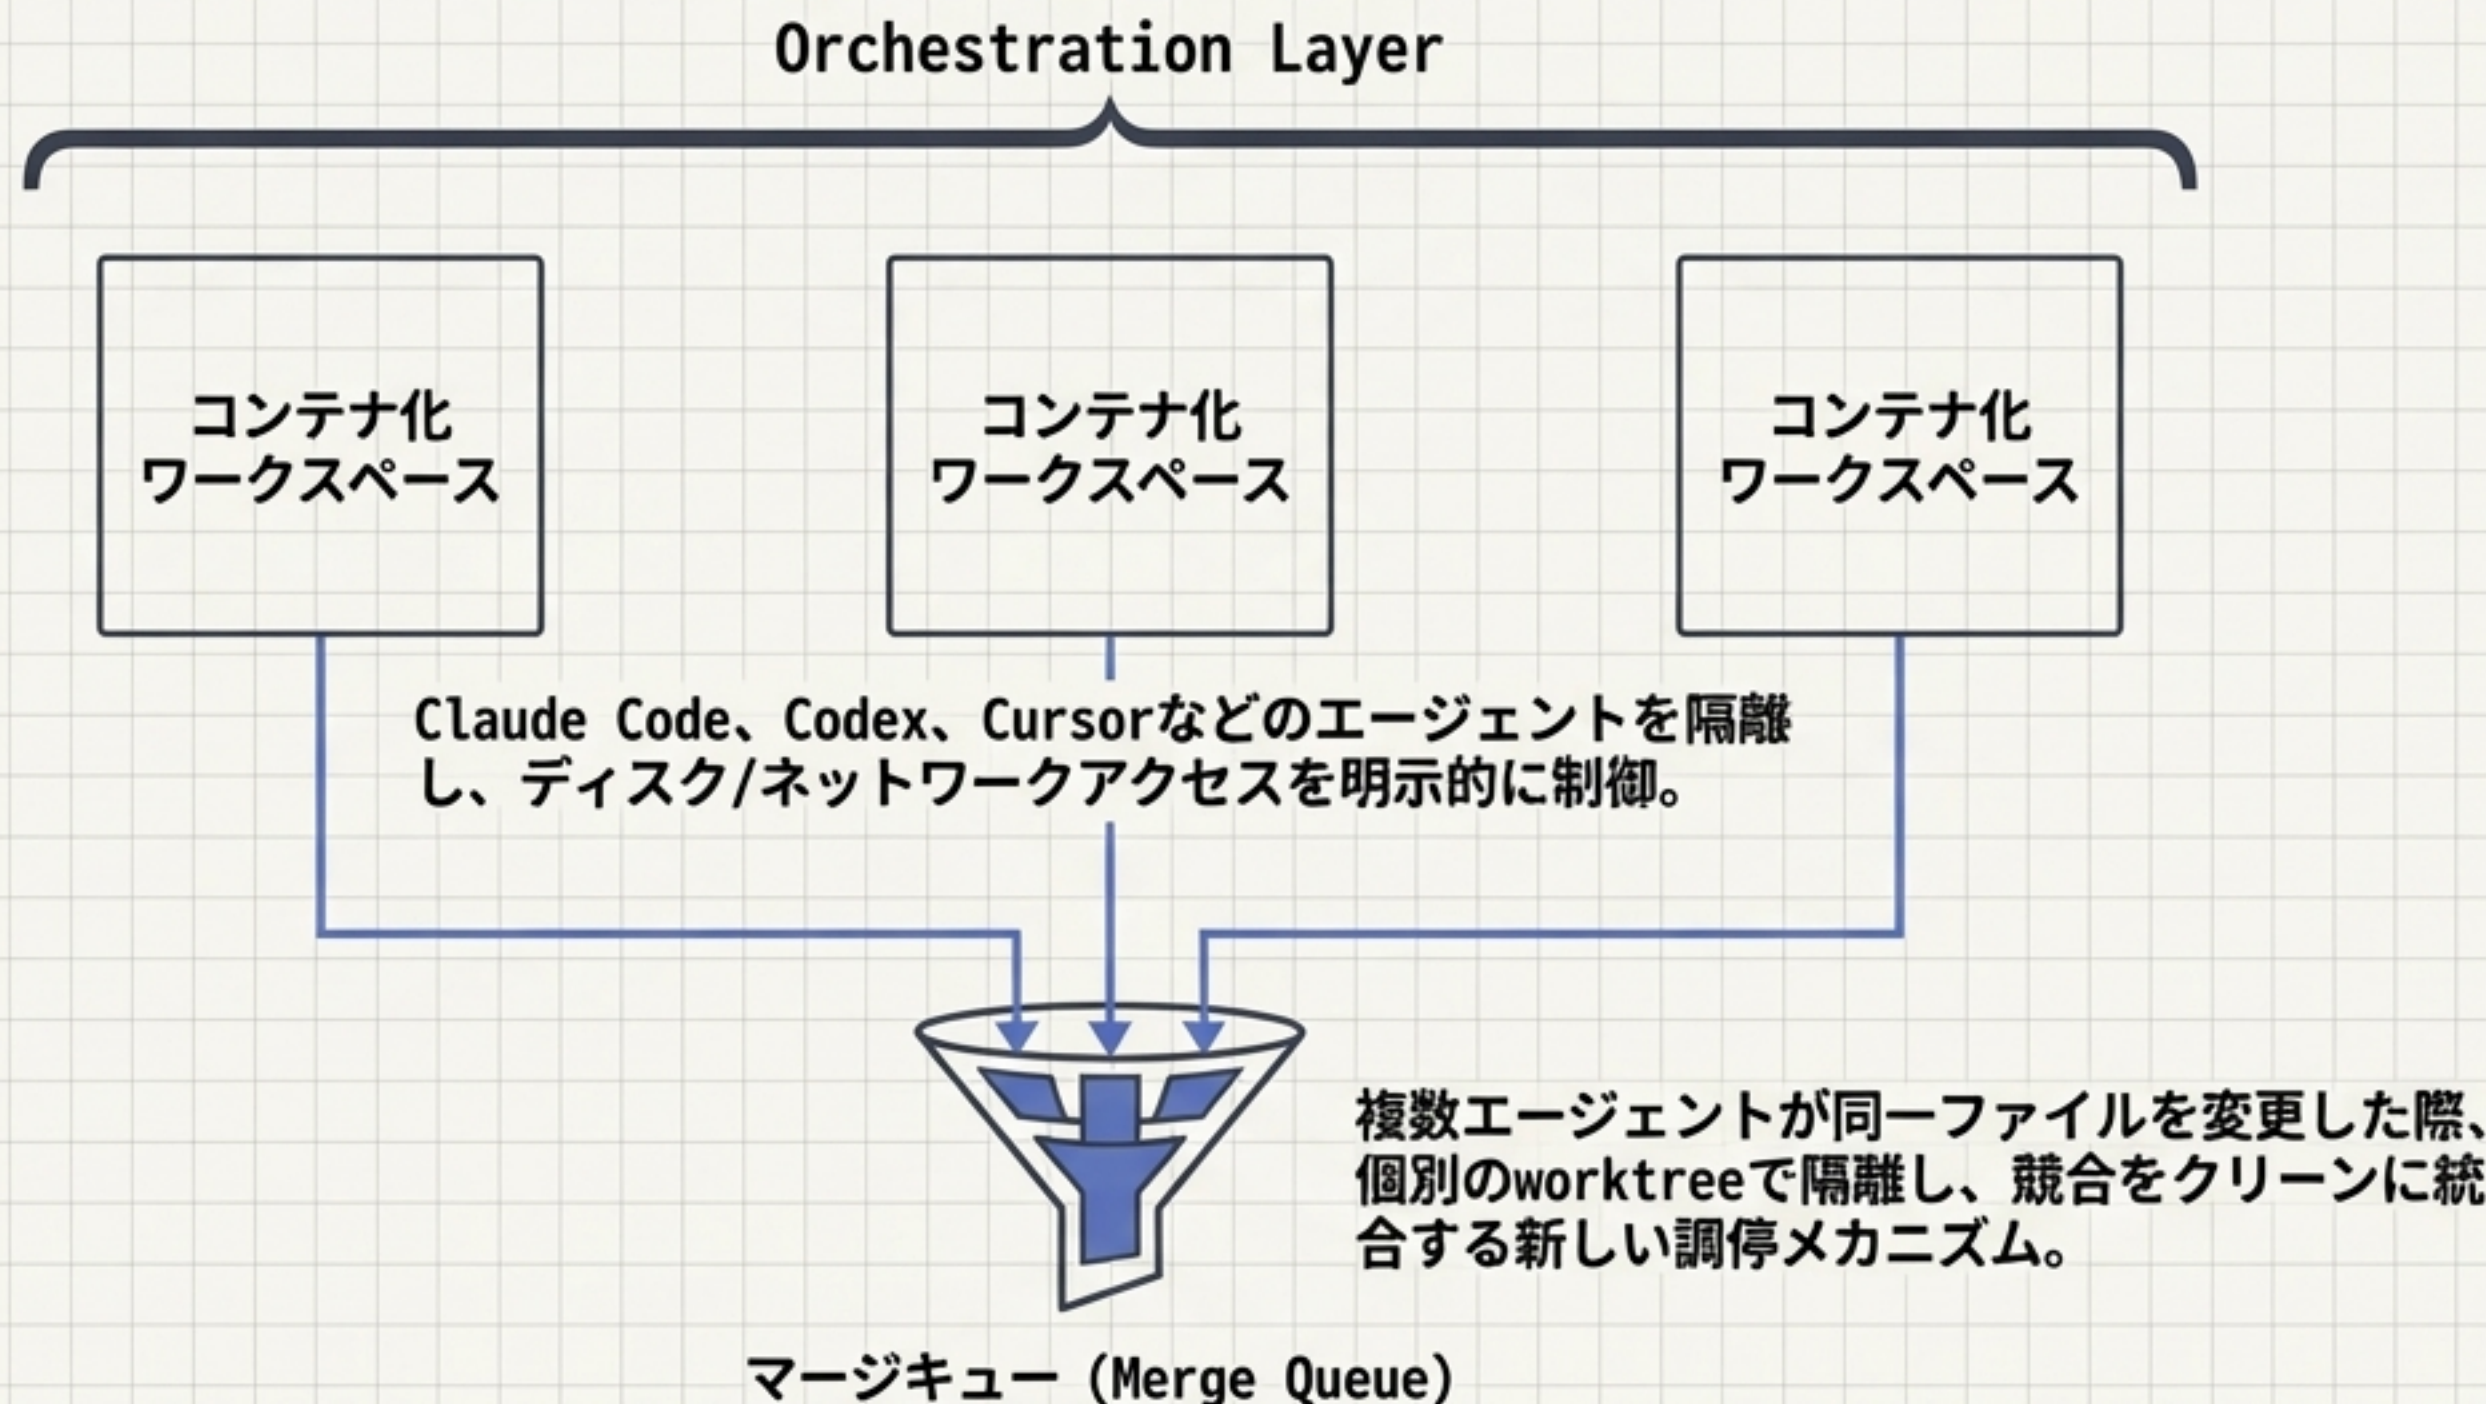 Orchestration Layer
コンテナ化
ワークスペース
コンテナ化
ワークスペース
コンテナ化
ワークスペース
Claude Code、Codex、Cursorなどのエージェントを隔離
し、ディスク/ネットワークアクセスを明示的に制御。
複数エージェントが同一ファイルを変更した際、
個別のworktreeで隔離し、競合をクリーンに統
合する新しい調停メカニズム。
マージキュー (Merge Queue)